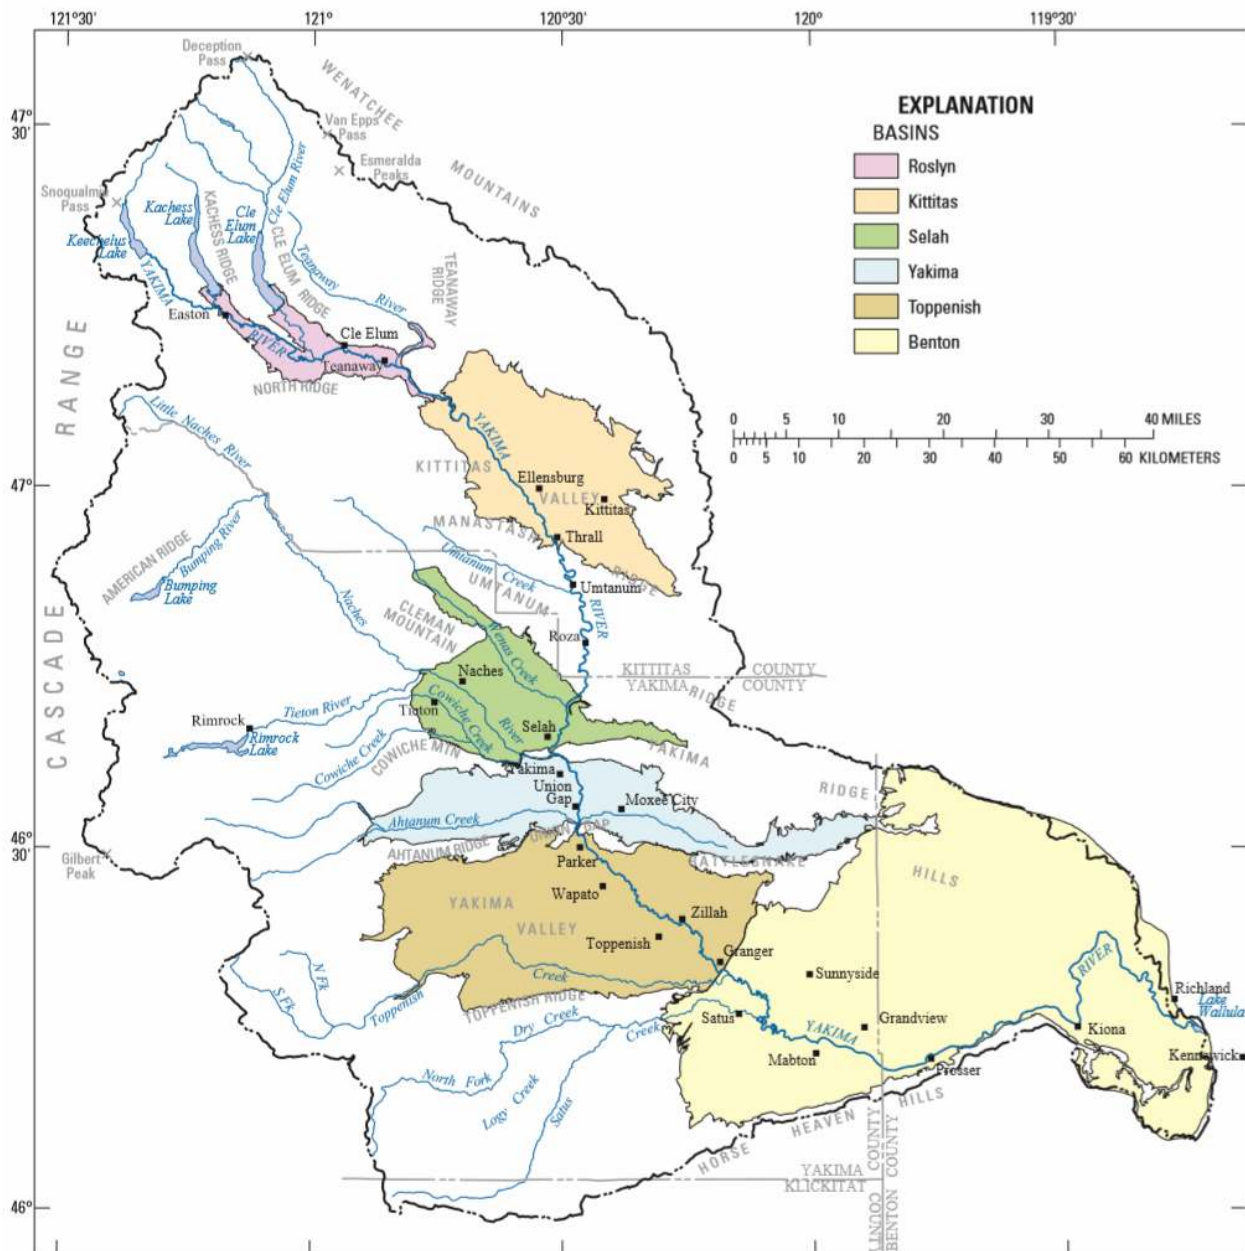 121°30'
121°
120°30'
120°
119°30'
47°
30'
47°
46°
30'
46°
EXPLANATION
BASINS
Roslyn
Kittitas
Selah
Yakima
Toppenish
Benton
0 5 10 20 30 40 MILES
0 5 10 20 30 40 50 60 KILOMETERS
Deception
Pass
WENATCHEE
MOUNTAINS
Van Epps
Pass
Esmeralda
Peaks
Snoqualmie
Pass
Keechelus
Lake
Kachess
Lake
KACHESS RIDGE
Cle
Elum
Lake
Cle Elum River
CLE ELUM RIDGE
Teanaway
River
TEANAWAY
RIDGE
YAKIMA
RIVER
Easton
Cle Elum
Teanaway
NORTH RIDGE
CASCADE
RANGE
Little Naches River
AMERICAN RIDGE
Bumping River
Bumping
Lake
Naches
River
YAKIMA
RIVER
KITTITAS
VALLEY
Ellensburg
Kittitas
MANASTASH
RIDGE
Thrall
Umtanum Creek
UMTANUM
RIDGE
Umtanum
Roza
CLEMAN
MOUNTAIN
Wenas Creek
KITTITAS COUNTY
YAKIMA COUNTY
Naches
Tieton
Cowiche Creek
Selah
Rimrock
Tieton River
Rimrock
Lake
Cowiche Creek
COWICHE MTN
YAKIMA
RIDGE
Yakima
Union
Gap
Moxee City
Ahtanum Creek
AHTANUM RIDGE
UNION GAP
RATTLESNAKE
HILLS
Gilbert
Peak
Parker
Wapato
YAKIMA
VALLEY
Zillah
Toppenish
Granger
Sunnyside
N Fk
S Fk
Toppenish
Creek
TOPPENISH RIDGE
Dry Creek
Satus
YAKIMA
RIVER
Grandview
Mabton
Prosser
Kiona
Richland
Lake
Wallula
Kennewick
North Fork
Logy Creek
Satus
Creek
HORSE HEAVEN HILLS
YAKIMA COUNTY
KLICKITAT COUNTY
BENTON COUNTY